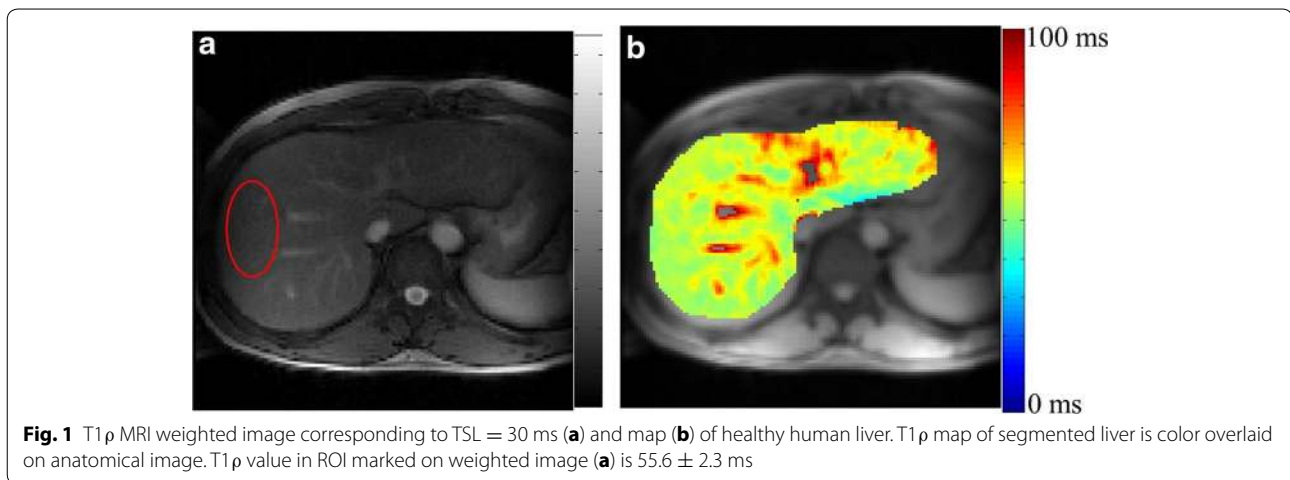 a
b
100 ms
0 ms
Fig. 1 T1ρ MRI weighted image corresponding to TSL = 30 ms (a) and map (b) of healthy human liver. T1ρ map of segmented liver is color overlaid
on anatomical image. T1ρ value in ROI marked on weighted image (a) is 55.6 ± 2.3 ms